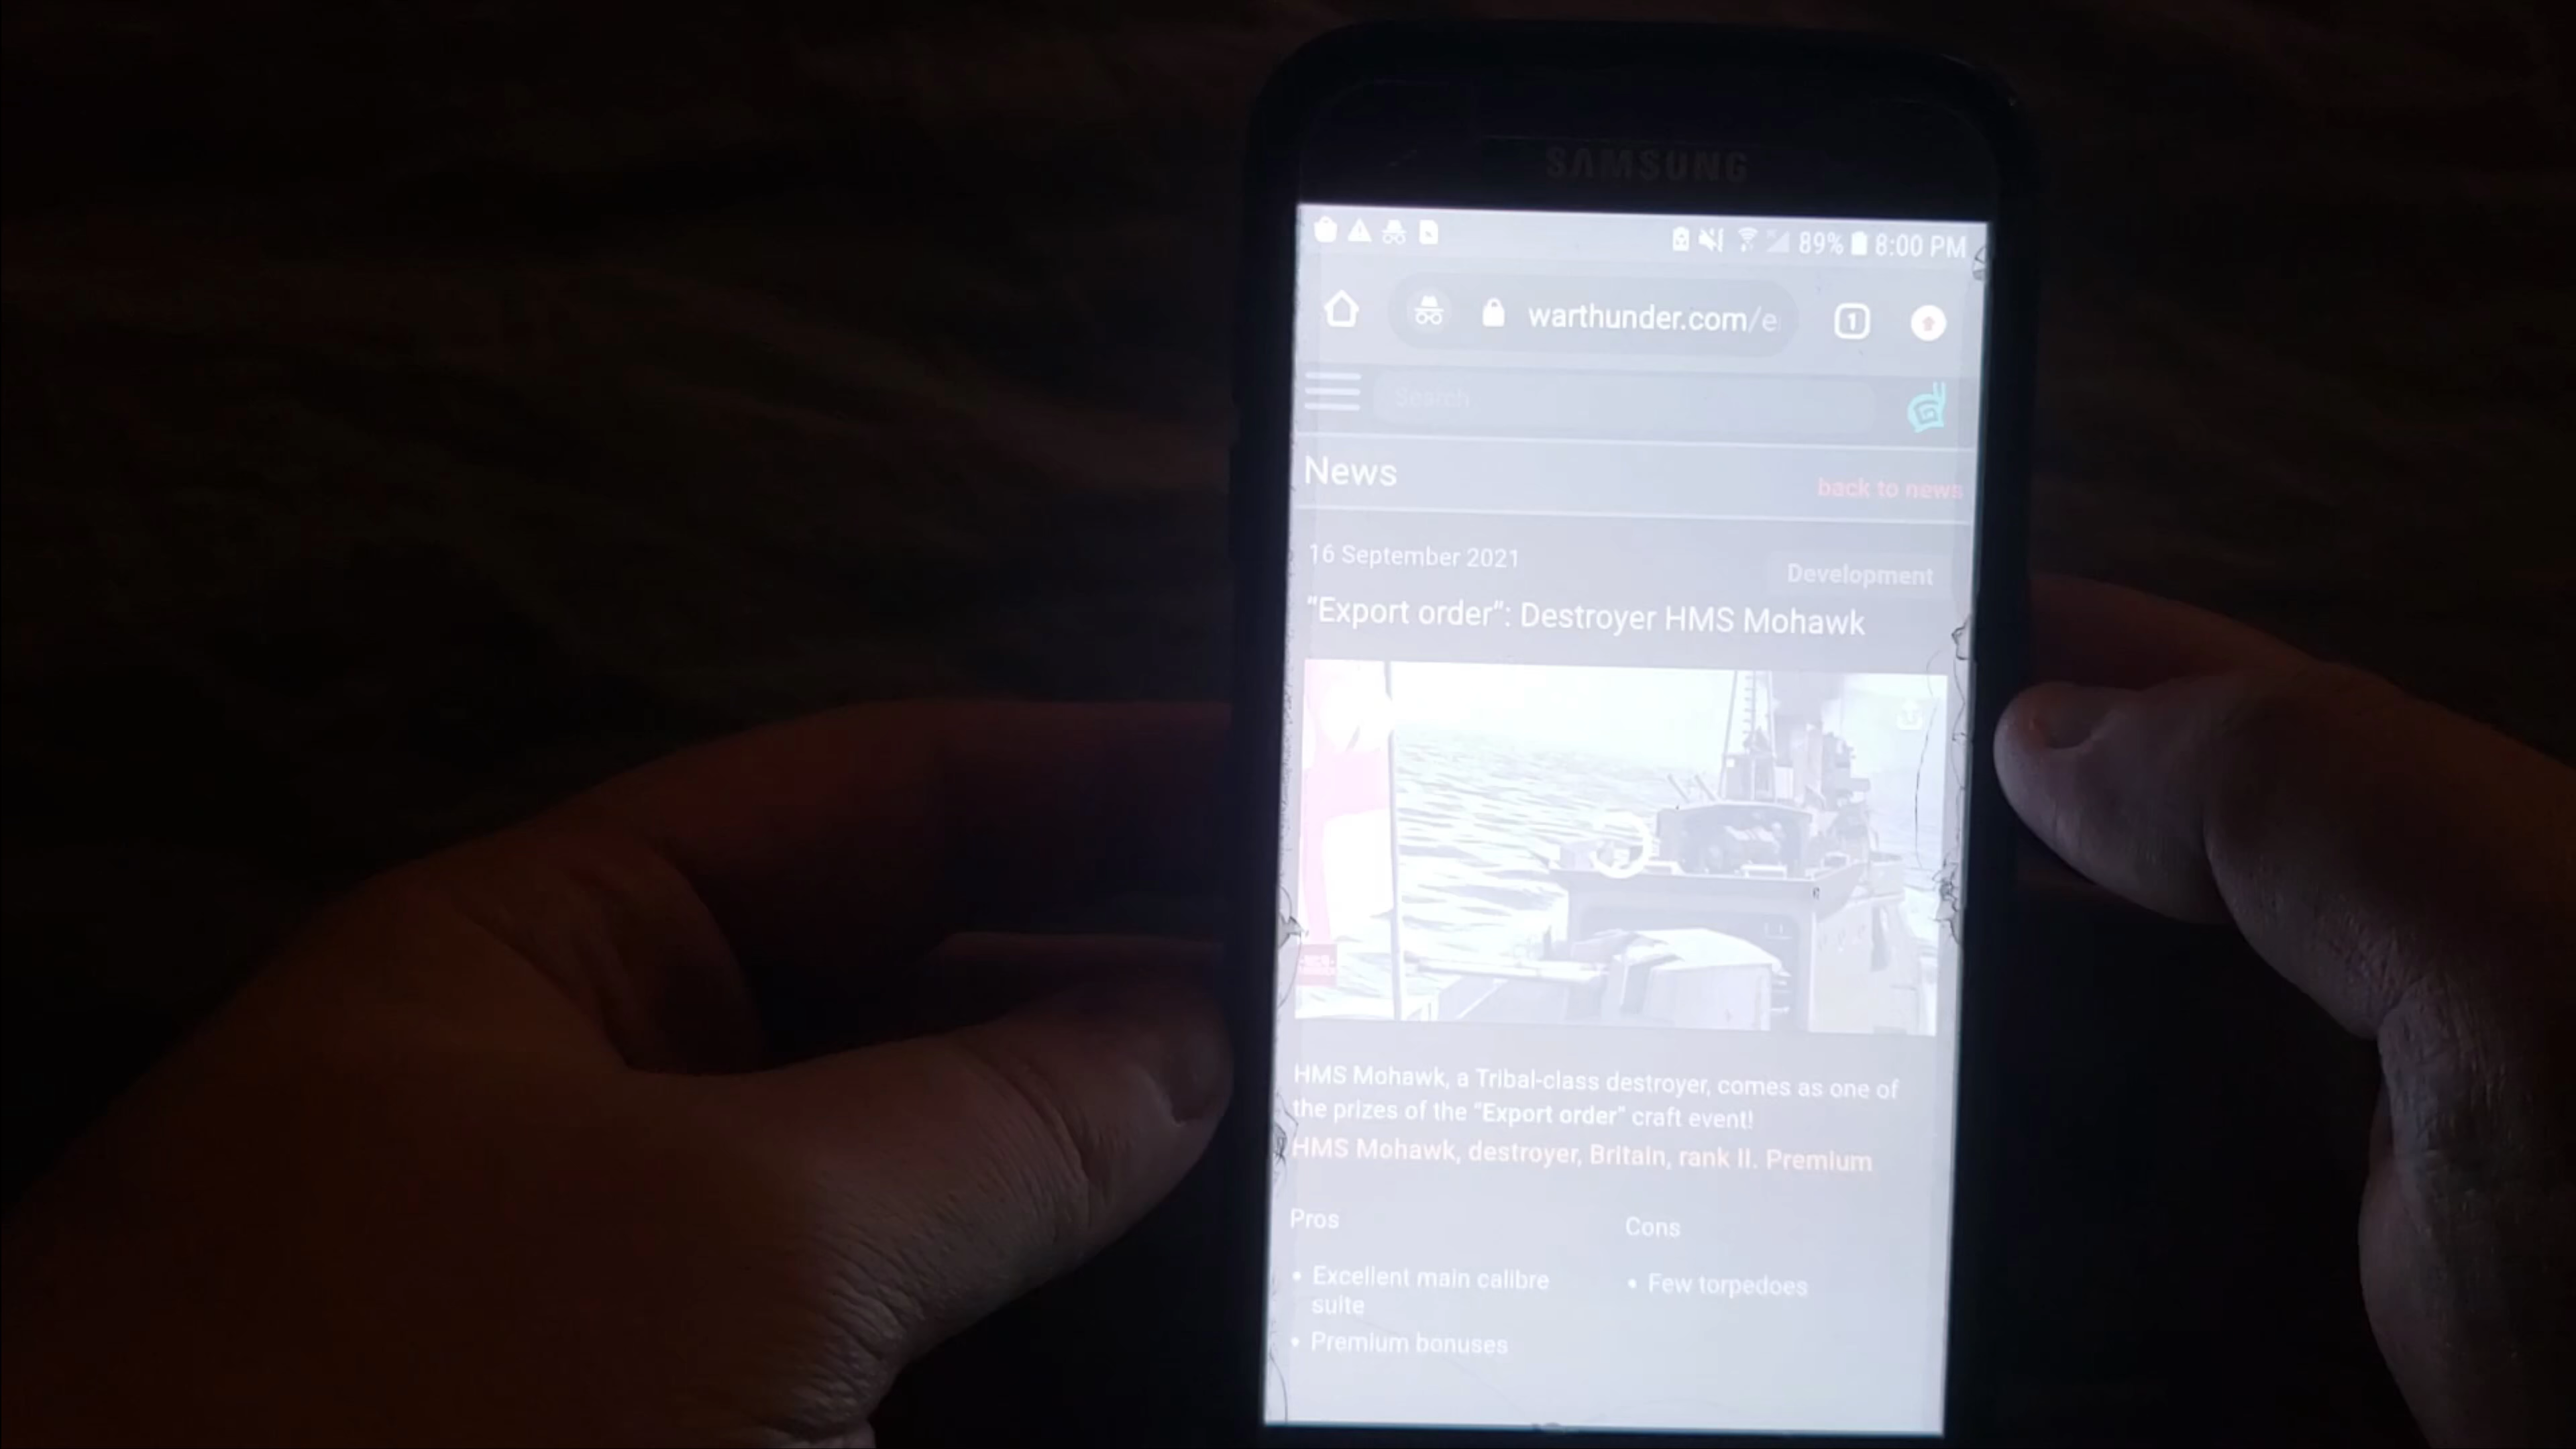 SAMSUNG
89% 8:00 PM
warthunder.com/e
1
Search
News
back to news
16 September 2021
Development
"Export order": Destroyer HMS Mohawk
HMS Mohawk, a Tribal-class destroyer, comes as one of
the prizes of the "Export order" craft event!
HMS Mohawk, destroyer, Britain, rank II. Premium
Pros
Cons
• Excellent main calibre
suite
• Few torpedoes
• Premium bonuses